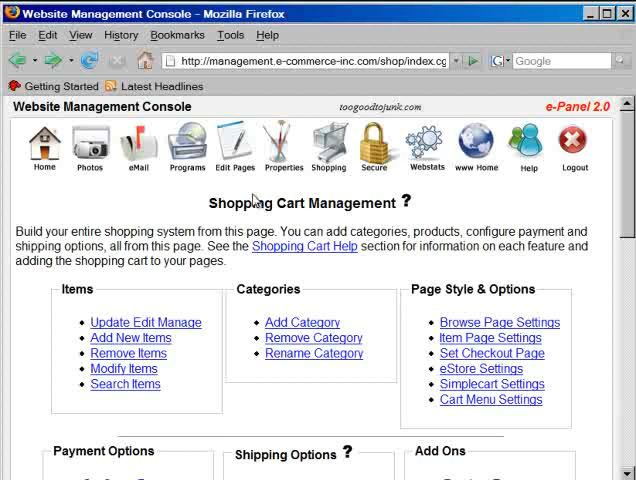 Website Management Console - Mozilla Firefox
File Edit View History Bookmarks Tools Help
http://management.e-commerce-inc.com/shop/index.cg
G Google
Getting Started Latest Headlines
Website Management Console toogoodtojunk.com e-Panel 2.0
Home Photos eMail Programs Edit Pages Properties Shopping Secure Webstats www Home Help Logout
Shopping Cart Management ?
Build your entire shopping system from this page. You can add categories, products, configure payment and
shipping options, all from this page. See the Shopping Cart Help section for information on each feature and
adding the shopping cart to your pages.
Items
Update Edit Manage
Add New Items
Remove Items
Modify Items
Search Items
Categories
Add Category
Remove Category
Rename Category
Page Style & Options
Browse Page Settings
Item Page Settings
Set Checkout Page
eStore Settings
Simplecart Settings
Cart Menu Settings
Payment Options
Shipping Options ?
Add Ons